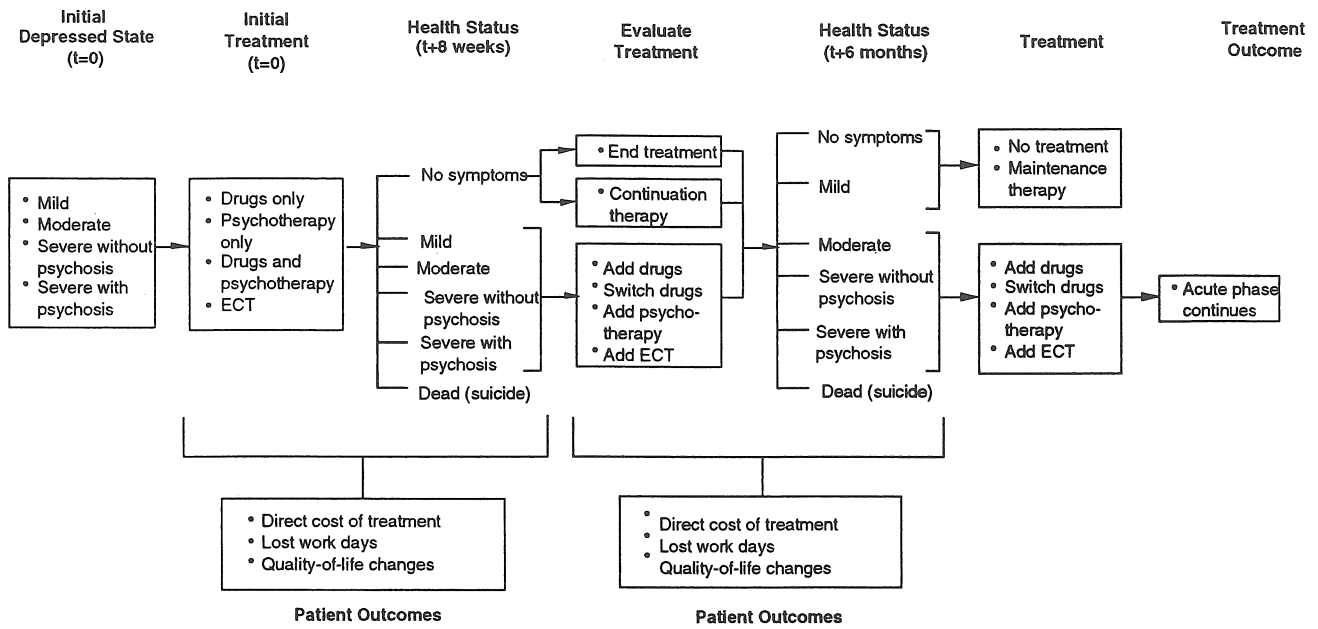 Initial
Depressed State
(t=0)
Initial
Treatment
(t=0)
Health Status
(t+8 weeks)
Evaluate
Treatment
Health Status
(t+6 months)
Treatment
Treatment
Outcome
• Mild
• Moderate
• Severe without
psychosis
• Severe with
psychosis
• Drugs only
• Psychotherapy
only
• Drugs and
psychotherapy
• ECT
No symptoms
Mild
Moderate
Severe without
psychosis
Severe with
psychosis
Dead (suicide)
• End treatment
• Continuation
therapy
• Add drugs
• Switch drugs
• Add psycho-
therapy
• Add ECT
No symptoms
Mild
Moderate
Severe without
psychosis
Severe with
psychosis
Dead (suicide)
• No treatment
• Maintenance
therapy
• Add drugs
• Switch drugs
• Add psycho-
therapy
• Add ECT
• Acute phase
continues
• Direct cost of treatment
• Lost work days
• Quality-of-life changes
Patient Outcomes
• Direct cost of treatment
• Lost work days
• Quality-of-life changes
Patient Outcomes